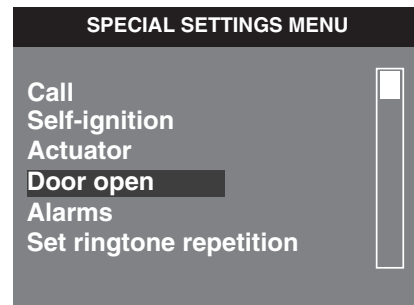 SPECIAL SETTINGS MENU
Call
Self-ignition
Actuator
Door open
Alarms
Set ringtone repetition